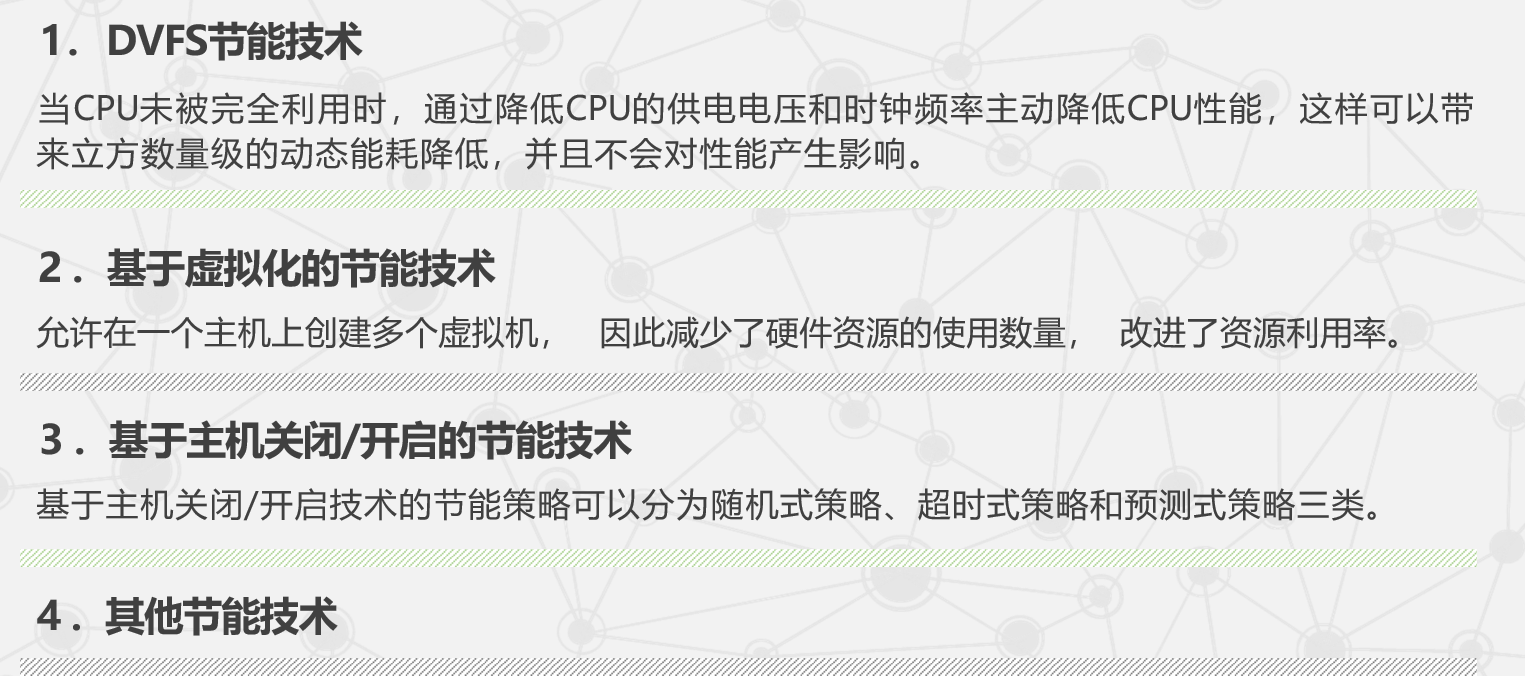 1. DVFS节能技术
当CPU未被完全利用时，通过降低CPU的供电电压和时钟频率主动降低CPU性能，这样可以带
来立方数量级的动态能耗降低，并且不会对性能产生影响。
2. 基于虚拟化的节能技术
允许在一个主机上创建多个虚拟机， 因此减少了硬件资源的使用数量， 改进了资源利用率。
3. 基于主机关闭/开启的节能技术
基于主机关闭/开启技术的节能策略可以分为随机式策略、超时式策略和预测式策略三类。
4. 其他节能技术